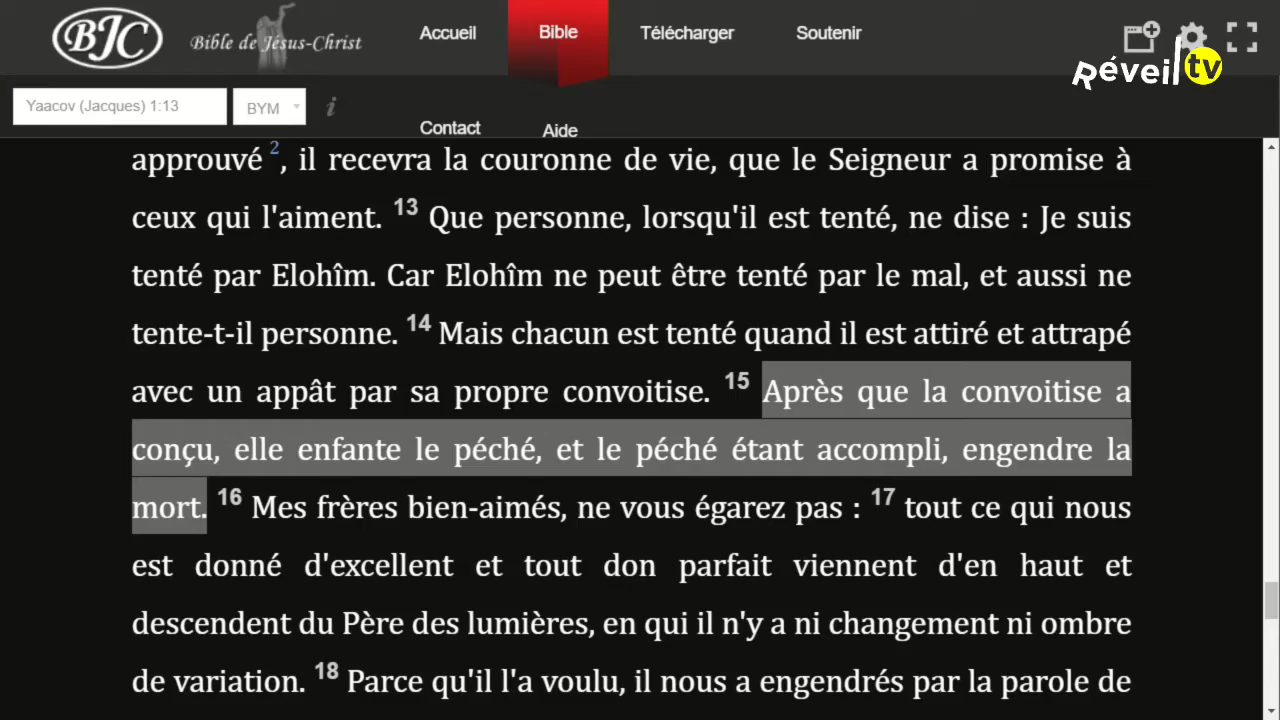 BJC
Bible de Jésus-Christ
Accueil
Bible
Télécharger
Soutenir
Réveil tv
Yaacov (Jacques) 1:13
BYM
i
Contact
Aide
approuvé 2, il recevra la couronne de vie, que le Seigneur a promise à
ceux qui l'aiment. 13 Que personne, lorsqu'il est tenté, ne dise : Je suis
tenté par Elohîm. Car Elohîm ne peut être tenté par le mal, et aussi ne
tente-t-il personne. 14 Mais chacun est tenté quand il est attiré et attrapé
avec un appât par sa propre convoitise. 15 Après que la convoitise a
conçu, elle enfante le péché, et le péché étant accompli, engendre la
mort. 16 Mes frères bien-aimés, ne vous égarez pas : 17 tout ce qui nous
est donné d'excellent et tout don parfait viennent d'en haut et
descendent du Père des lumières, en qui il n'y a ni changement ni ombre
de variation. 18 Parce qu'il l'a voulu, il nous a engendrés par la parole de